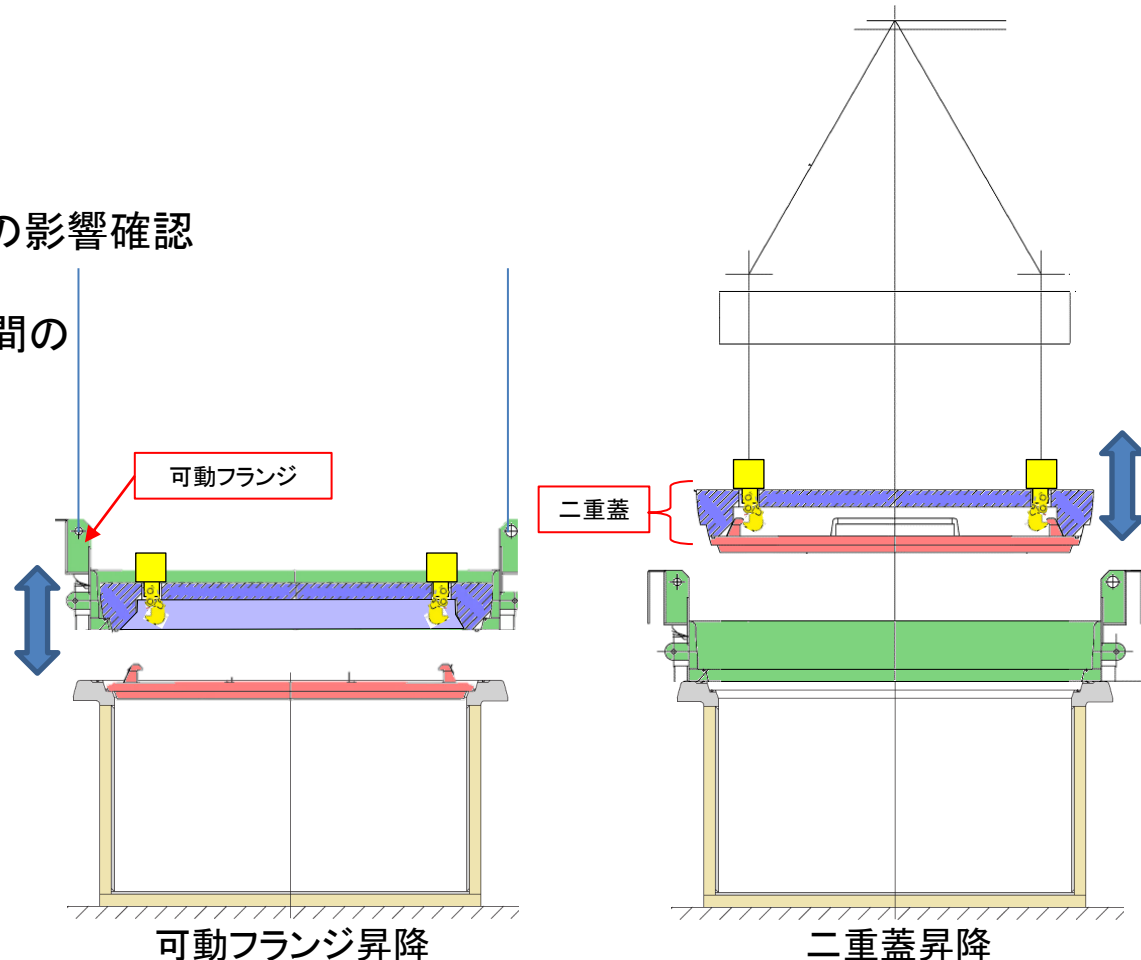 の影響確認
間の
可動フランジ
二重蓋
可動フランジ昇降
二重蓋昇降